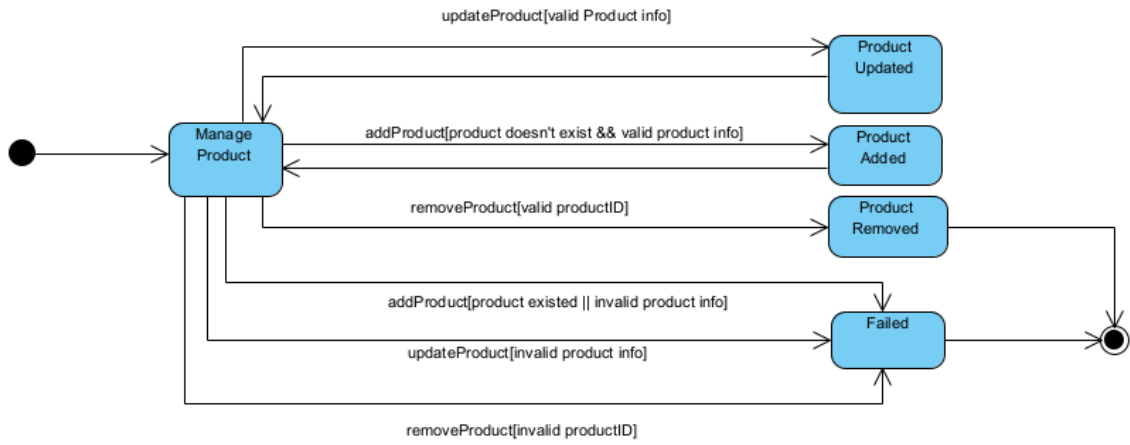 updateProduct[valid Product info]
Product
Updated
Manage
Product
addProduct[product doesn't exist && valid product info]
Product
Added
removeProduct[valid productID]
Product
Removed
addProduct[product existed || invalid product info]
Failed
updateProduct[invalid product info]
removeProduct[invalid productID]